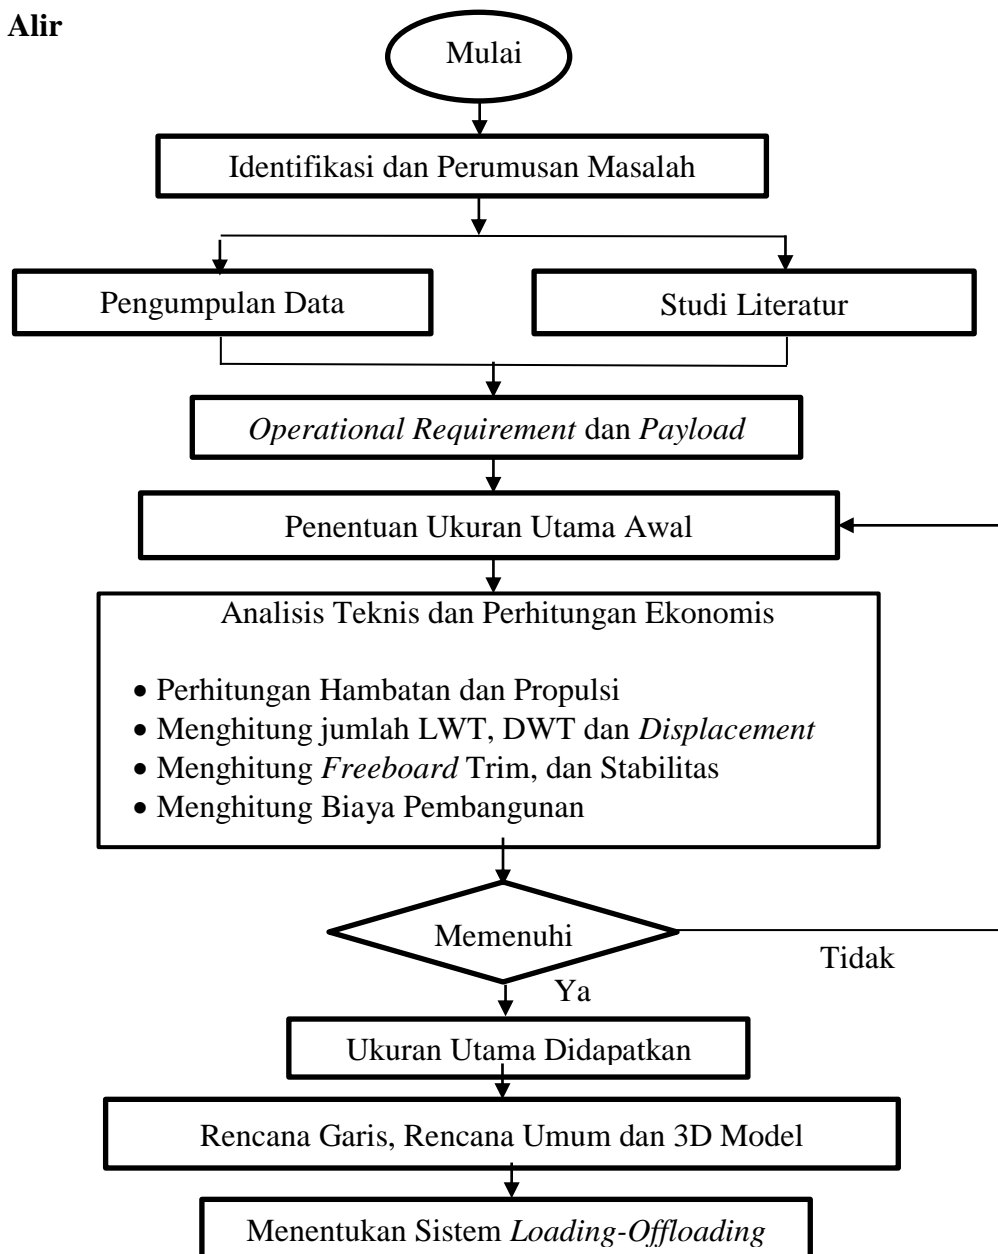 Alir
Mulai
Identifikasi dan Perumusan Masalah
Pengumpulan Data
Studi Literatur
Operational Requirement dan Payload
Penentuan Ukuran Utama Awal
Analisis Teknis dan Perhitungan Ekonomis
• Perhitungan Hambatan dan Propulsi
• Menghitung jumlah LWT, DWT dan Displacement
• Menghitung Freeboard Trim, dan Stabilitas
• Menghitung Biaya Pembangunan
Memenuhi
Tidak
Ya
Ukuran Utama Didapatkan
Rencana Garis, Rencana Umum dan 3D Model
Menentukan Sistem Loading-Offloading